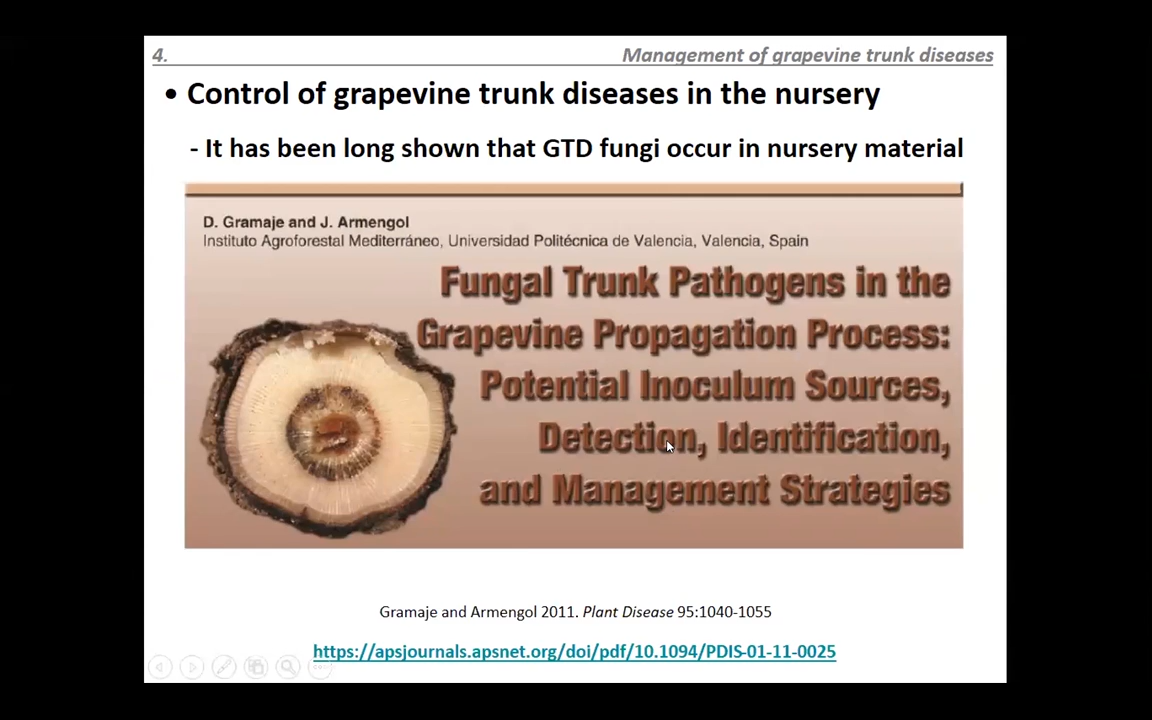 4. Management of grapevine trunk diseases
• Control of grapevine trunk diseases in the nursery
- It has been long shown that GTD fungi occur in nursery material
D. Gramaje and J. Armengol
Instituto Agroforestal Mediterráneo, Universidad Politécnica de Valencia, Valencia, Spain
Fungal Trunk Pathogens in the
Grapevine Propagation Process:
Potential Inoculum Sources,
Detection, Identification,
and Management Strategies
Gramaje and Armengol 2011. Plant Disease 95:1040-1055
https://apsjournals.apsnet.org/doi/pdf/10.1094/PDIS-01-11-0025